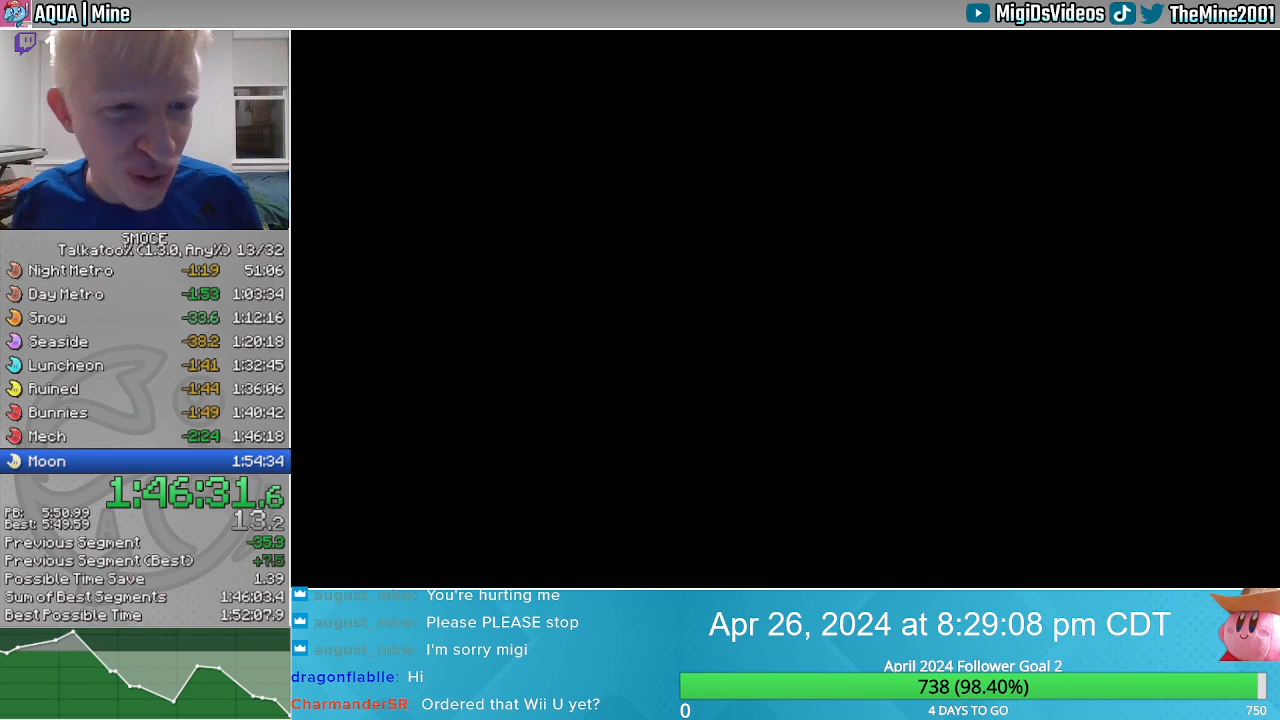 AQUA | Mine
MigiDsVideos
TheMine2001
SMOCE
Talkatoo% (1.3.0, Any%) 13/32
Night Metro -1:19 51:06
Day Metro -1:53 1:03:34
Snow -33.6 1:12:16
Seaside -38.2 1:20:18
Luncheon -1:41 1:32:45
Ruined -1:44 1:36:06
Bunnies -1:49 1:40:42
Mech -2:24 1:46:18
Moon 1:54:34
1:46:31.6
PB: 5:50.99
Best: 5:49.59
13.2
Previous Segment -35.3
Previous Segment (Best) +7.5
Possible Time Save 1.39
Sum of Best Segments 1:46:03.4
Best Possible Time 1:52:07.9
august_mkw: You're hurting me
august_mkw: Please PLEASE stop
august_mkw: I'm sorry migi
dragonflablle: Hi
CharmanderSR: Ordered that Wii U yet?
Apr 26, 2024 at 8:29:08 pm CDT
April 2024 Follower Goal 2
738 (98.40%)
0 4 DAYS TO GO 750